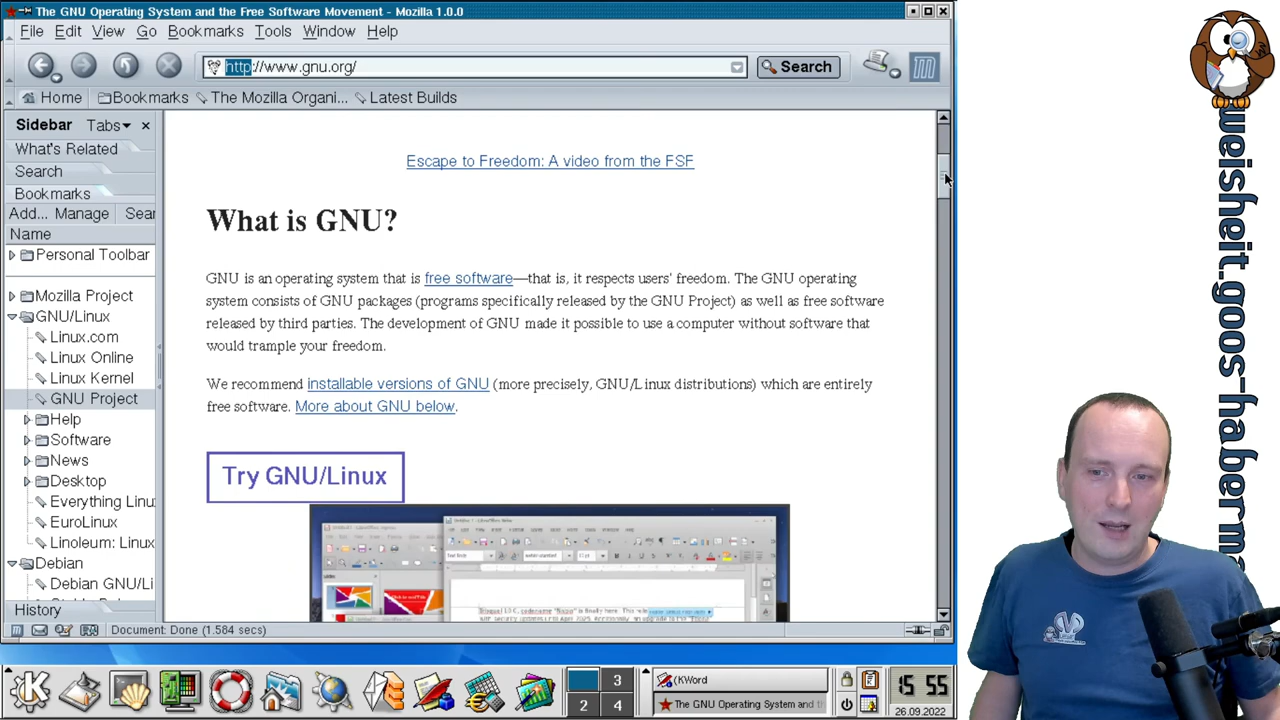 The GNU Operating System and the Free Software Movement - Mozilla 1.0.0
File Edit View Go Bookmarks Tools Window Help
http://www.gnu.org/
Search
Home Bookmarks The Mozilla Organi... Latest Builds
Sidebar Tabs
What's Related
Search
Bookmarks
Add... Manage Sear
Name
Personal Toolbar
Mozilla Project
GNU/Linux
Linux.com
Linux Online
Linux Kernel
GNU Project
Help
Software
News
Desktop
Everything Linu
EuroLinux
Linoleum: Linux
Debian
Debian GNU/Li
History
Escape to Freedom: A video from the FSF
What is GNU?
GNU is an operating system that is free software—that is, it respects users' freedom. The GNU operating
system consists of GNU packages (programs specifically released by the GNU Project) as well as free software
released by third parties. The development of GNU made it possible to use a computer without software that
would trample your freedom.
We recommend installable versions of GNU (more precisely, GNU/Linux distributions) which are entirely
free software. More about GNU below.
Try GNU/Linux
Document: Done (1.584 secs)
3
2 4
(KWord
The GNU Operating System and th
15 55
26.09.2022
weisheit.goos-haberm